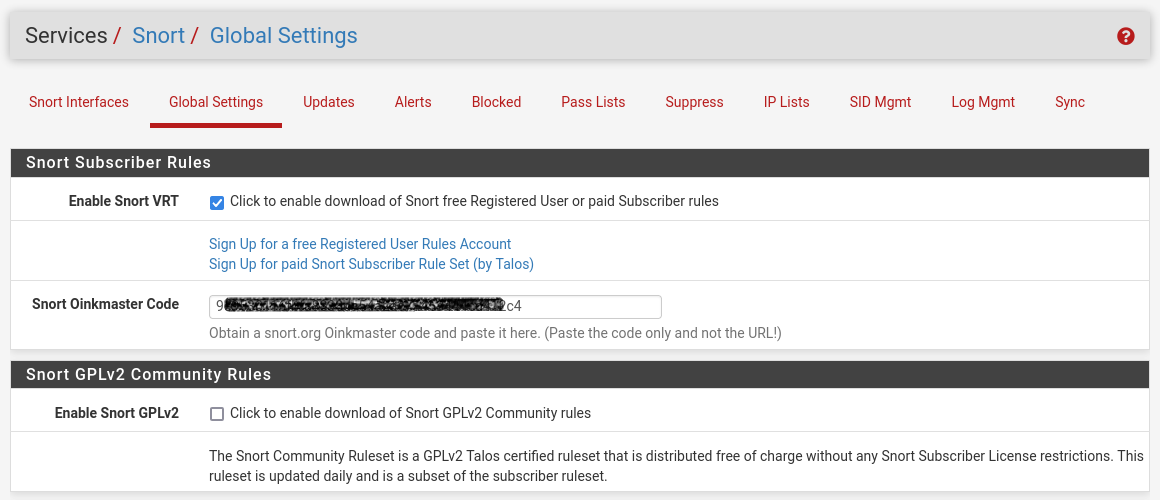 Services / Snort / Global Settings
Snort Interfaces Global Settings Updates Alerts Blocked Pass Lists Suppress IP Lists SID Mgmt Log Mgmt Sync
Snort Subscriber Rules
Enable Snort VRT Click to enable download of Snort free Registered User or paid Subscriber rules
Sign Up for a free Registered User Rules Account
Sign Up for paid Snort Subscriber Rule Set (by Talos)
Snort Oinkmaster Code
Obtain a snort.org Oinkmaster code and paste it here. (Paste the code only and not the URL!)
Snort GPLv2 Community Rules
Enable Snort GPLv2 Click to enable download of Snort GPLv2 Community rules
The Snort Community Ruleset is a GPLv2 Talos certified ruleset that is distributed free of charge without any Snort Subscriber License restrictions. This
ruleset is updated daily and is a subset of the subscriber ruleset.